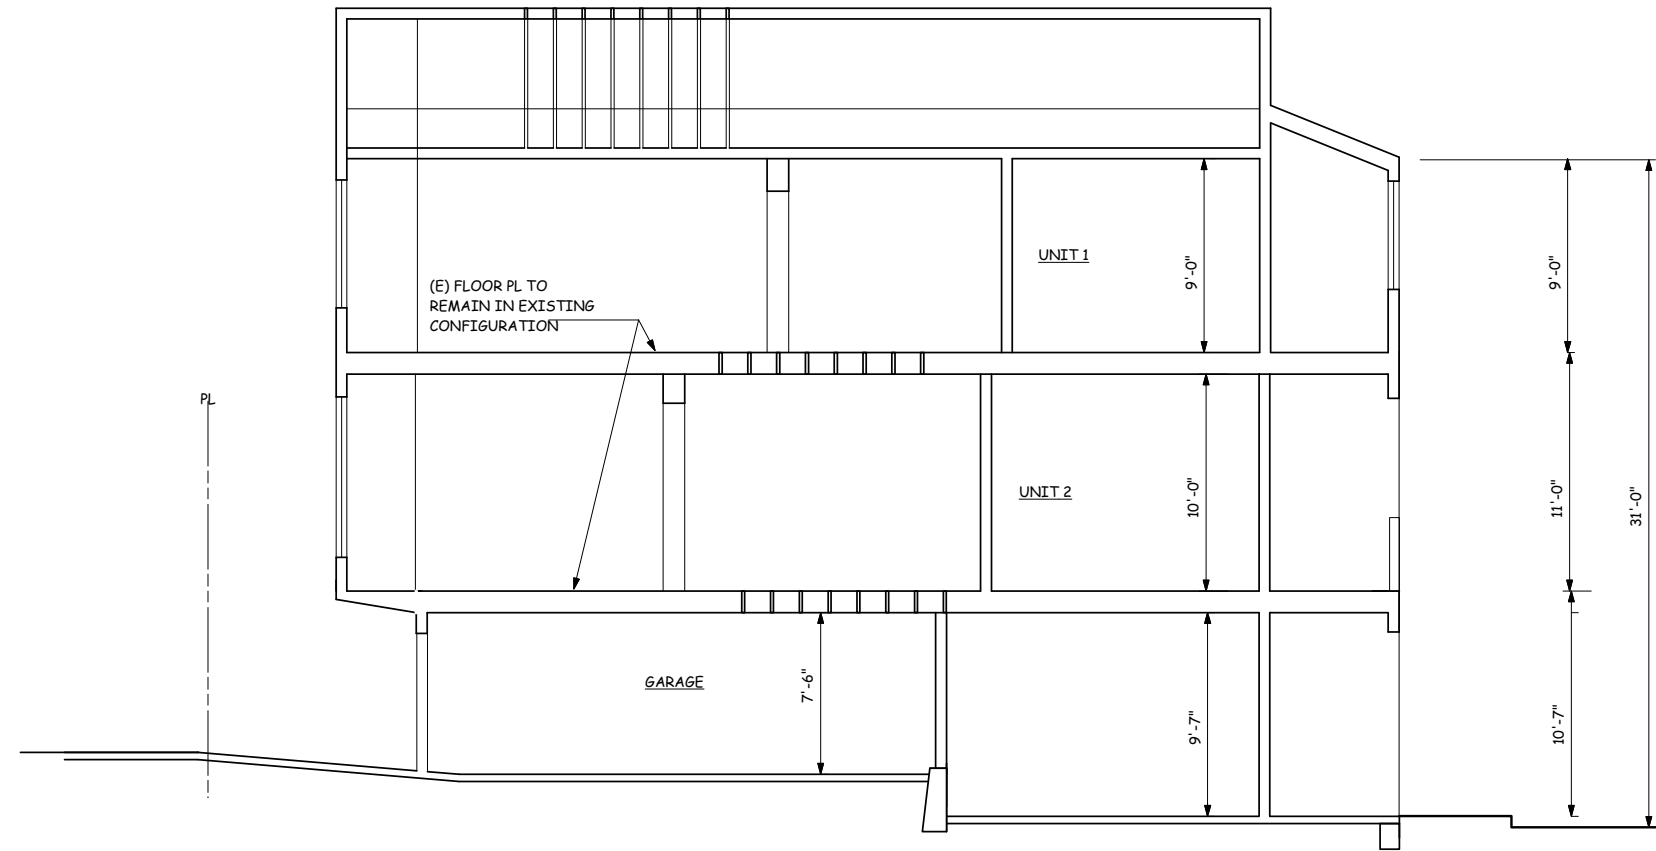 UNIT 1
9'-0"
9'-0"
(E) FLOOR PL TO
REMAIN IN EXISTING
CONFIGURATION
PL
UNIT 2
10'-0"
11'-0"
31'-0"
GARAGE
7'-6"
9'-7"
10'-7"